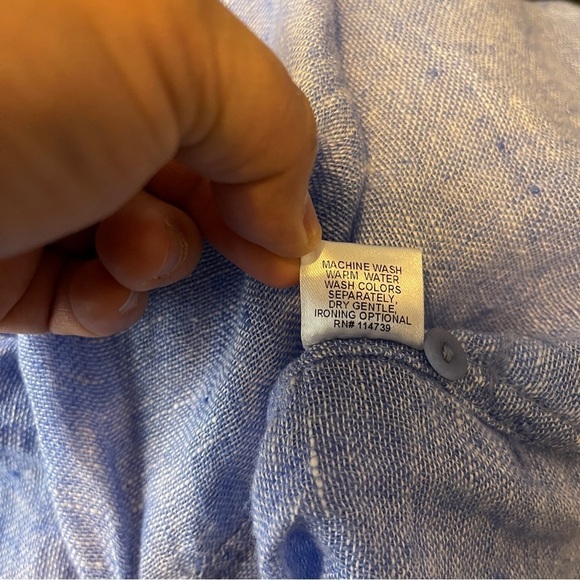 MACHINE WASH
WARM WATER
WASH COLORS
SEPARATELY,
DRY GENTLE,
IRONING OPTIONAL
RN# 114739